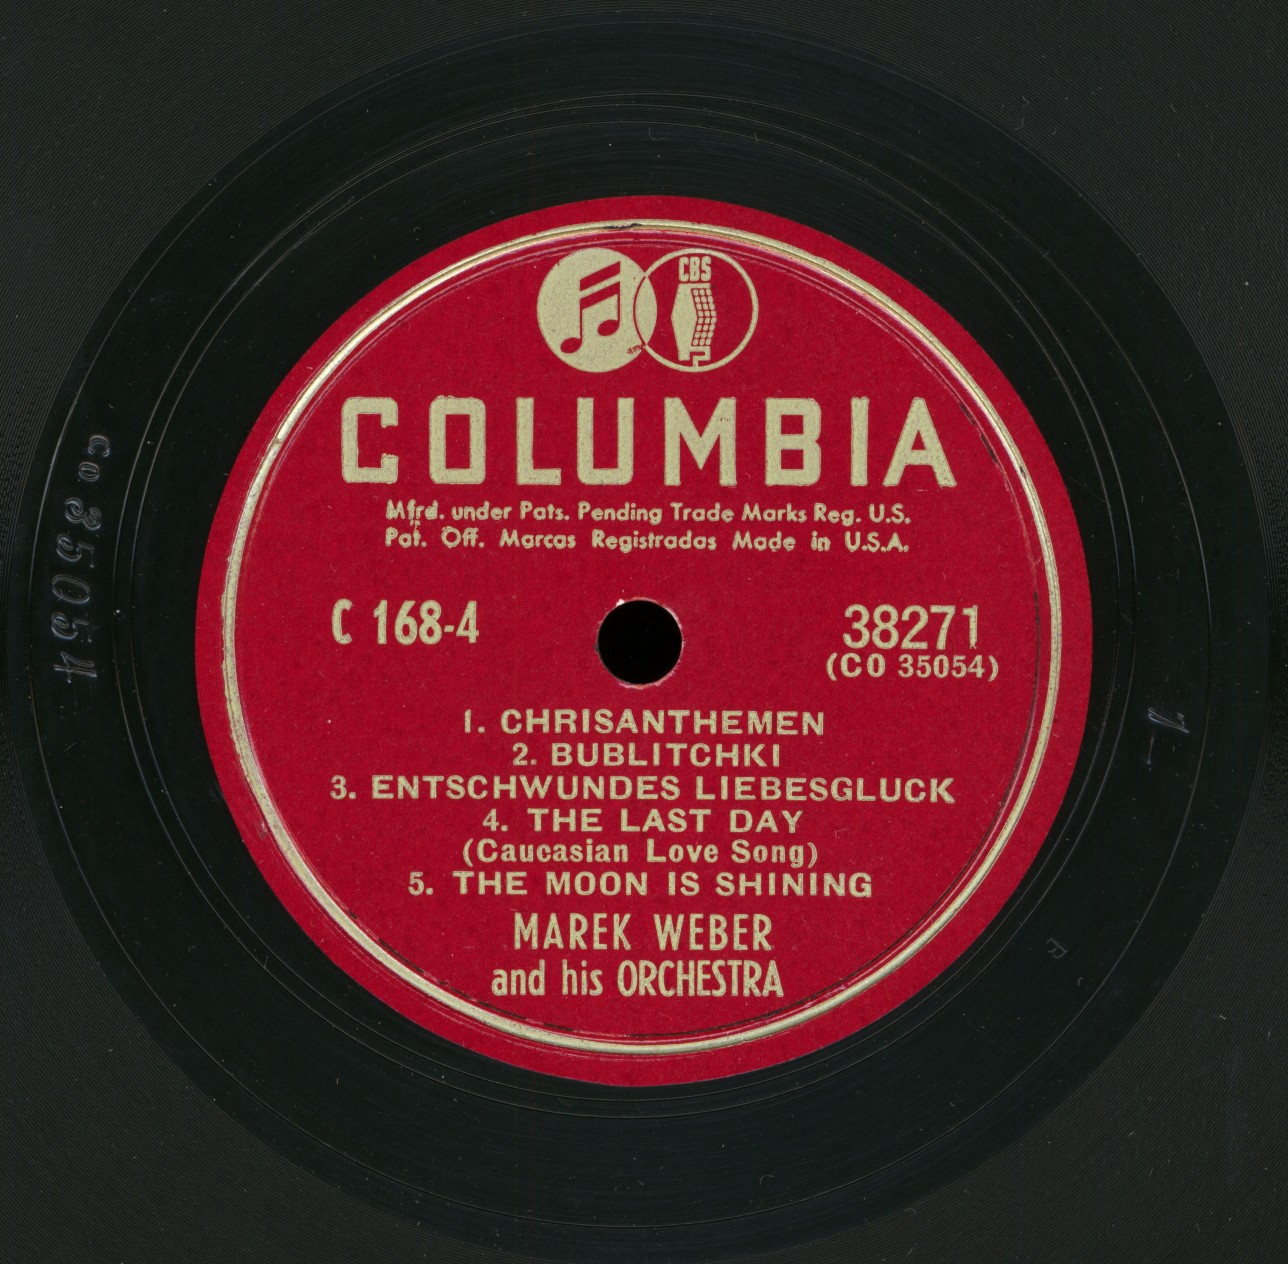 CBS
COLUMBIA
Mfrd. under Pats. Pending Trade Marks Reg. U.S.
Pat. Off. Marcas Registradas Made in U.S.A.
C 168-4
38271
(CO 35054)
1. CHRISANTHEMEN
2. BUBLITCHKI
3. ENTSCHWUNDES LIEBESGLUCK
4. THE LAST DAY
(Caucasian Love Song)
5. THE MOON IS SHINING
MAREK WEBER
and his ORCHESTRA
CO 35054
R